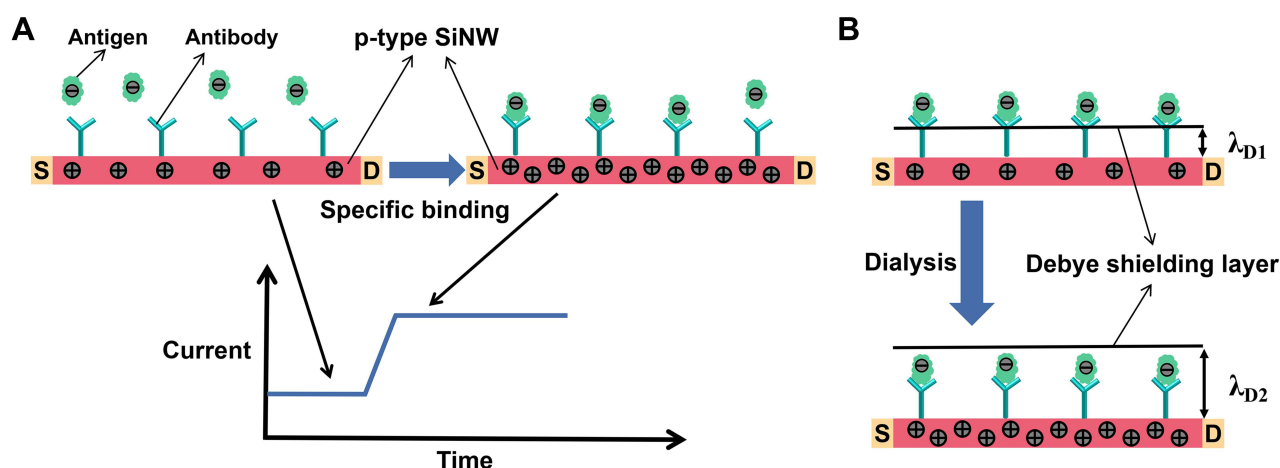 A
Antigen
Antibody
p-type SiNW
S
D
S
D
Specific binding
Current
Time
B
λD1
S
D
Dialysis
Debye shielding layer
λD2
S
D